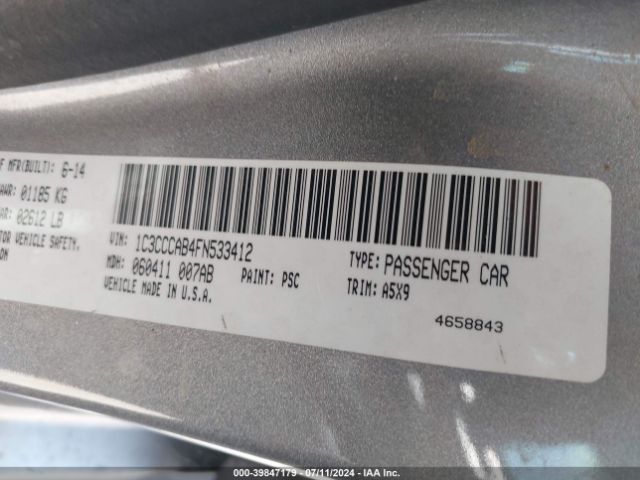 F MFR(BUILT): 6-14
AWR: 01185 KG
AR: 02612 LB
TOR VEHICLE SAFETY,
ON
VIN: 1C3CCCAB4FN533412
MDH: 060411 007AB
PAINT: PSC
VEHICLE MADE IN U.S.A.
TYPE: PASSENGER CAR
TRIM: A5X9
4658843
000-39847179 - 07/11/2024 - IAA Inc.